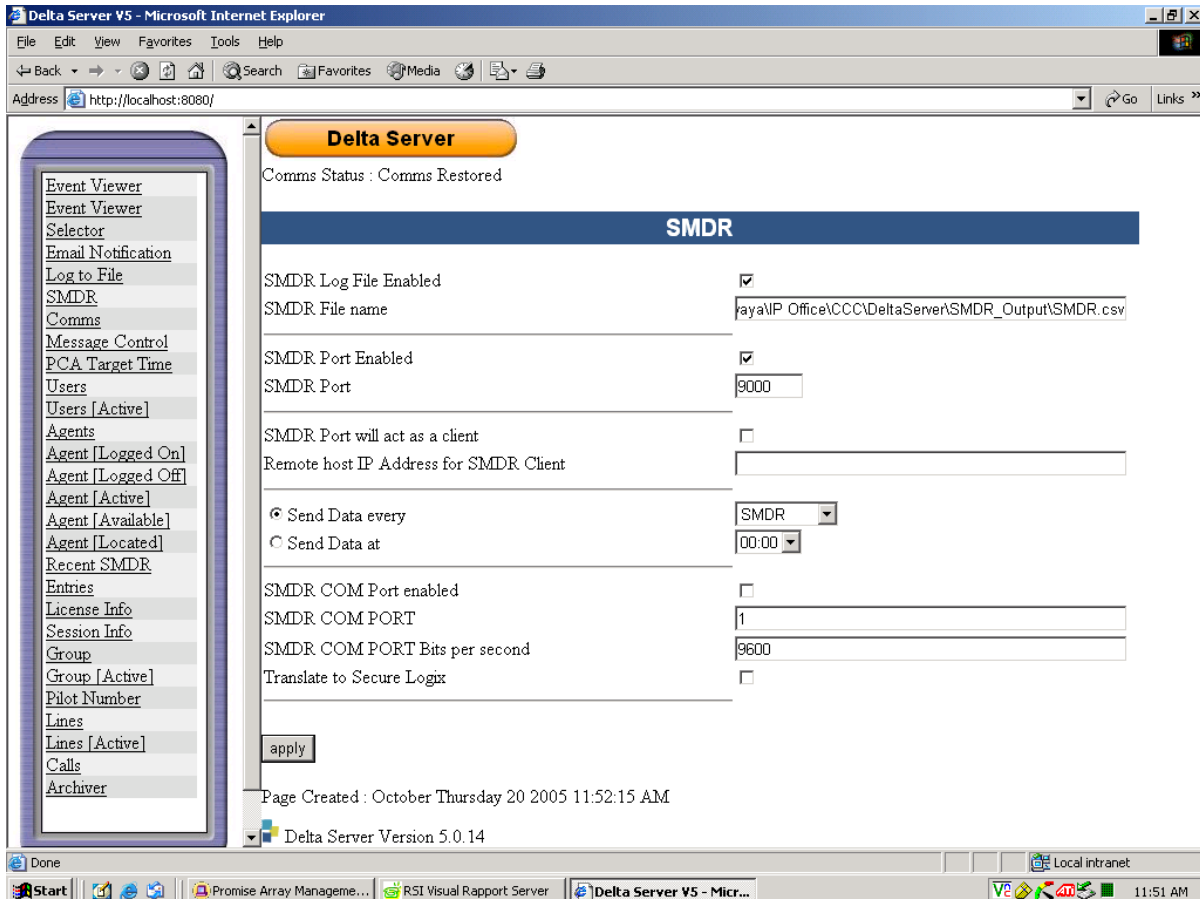 Delta Server V5 - Microsoft Internet Explorer
File Edit View Favorites Tools Help
Back Search Favorites Media
Address http://localhost:8080/ Go Links »
Event Viewer
Event Viewer
Selector
Email Notification
Log to File
SMDR
Comms
Message Control
PCA Target Time
Users
Users [Active]
Agents
Agent [Logged On]
Agent [Logged Off]
Agent [Active]
Agent [Available]
Agent [Located]
Recent SMDR
Entries
License Info
Session Info
Group
Group [Active]
Pilot Number
Lines
Lines [Active]
Calls
Archiver
Delta Server
Comms Status : Comms Restored
SMDR
SMDR Log File Enabled
SMDR File name yaya\IP Office\CCC\DeltaServer\SMDR_Output\SMDR.csv
SMDR Port Enabled
SMDR Port 9000
SMDR Port will act as a client
Remote host IP Address for SMDR Client
Send Data every SMDR
Send Data at 00:00
SMDR COM Port enabled
SMDR COM PORT 1
SMDR COM PORT Bits per second 9600
Translate to Secure Logix
apply
Page Created : October Thursday 20 2005 11:52:15 AM
Delta Server Version 5.0.14
Done Local intranet
Start Promise Array Manageme... RSI Visual Rapport Server Delta Server V5 - Micr... 11:51 AM